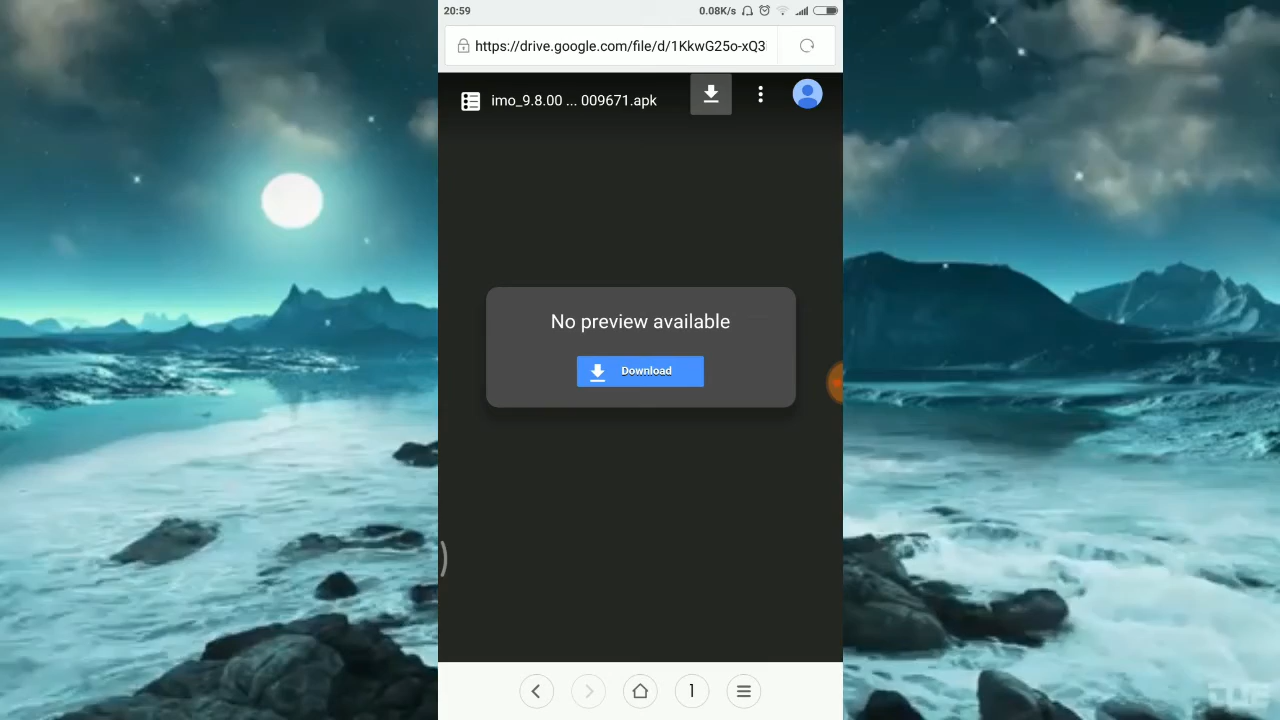 20:59
0.08K/s
https://drive.google.com/file/d/1KkwG25o-xQ3
imo_9.8.00 ... 009671.apk
No preview available
Download
1